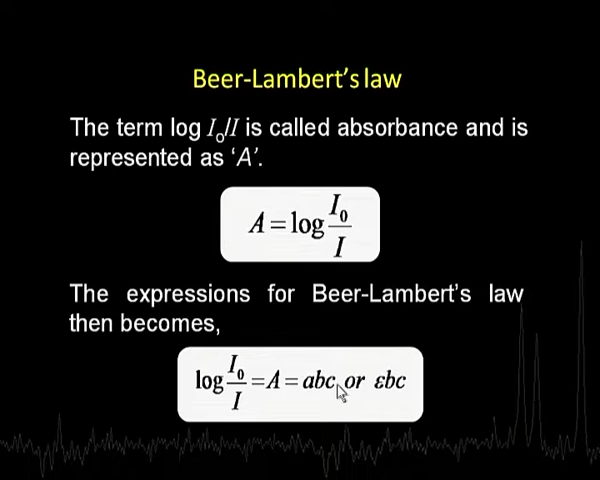 Beer-Lambert's law
The term log I₀/I is called absorbance and is
represented as ‘A’.
A = log I₀/I
The expressions for Beer-Lambert's law
then becomes,
log I₀/I = A = abc or εbc